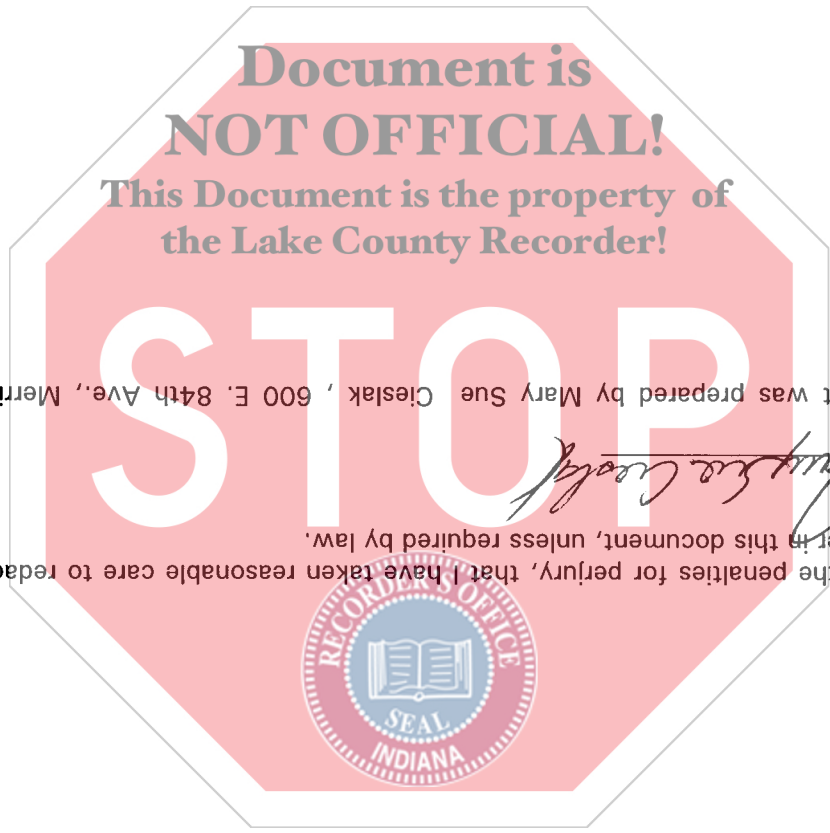 Document is
NOT OFFICIAL!
This Document is the property of
the Lake County Recorder!
STOP
the penalties for perjury, that I have taken reasonable care to redac
er in this document, unless required by law.
t was prepared by Mary Sue Cieslak , 600 E. 84th Ave., Merri
RECORDER'S OFFICE
SEAL
INDIANA